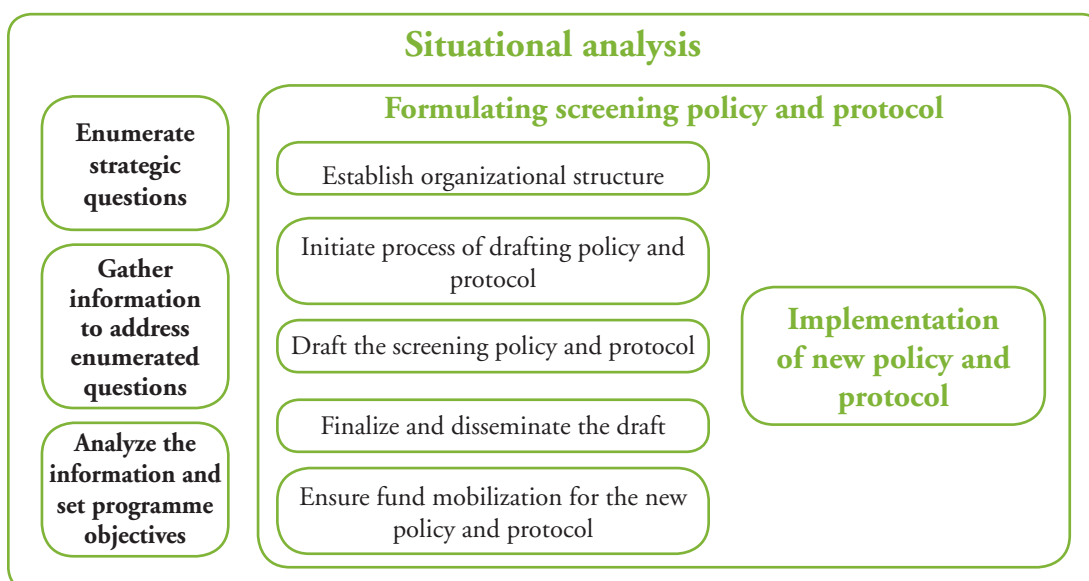 Situational analysis
Enumerate
strategic
questions
Gather
information
to address
enumerated
questions
Analyze the
information and
set programme
objectives
Formulating screening policy and protocol
Establish organizational structure
Initiate process of drafting policy and
protocol
Draft the screening policy and protocol
Finalize and disseminate the draft
Ensure fund mobilization for the new
policy and protocol
Implementation
of new policy and
protocol